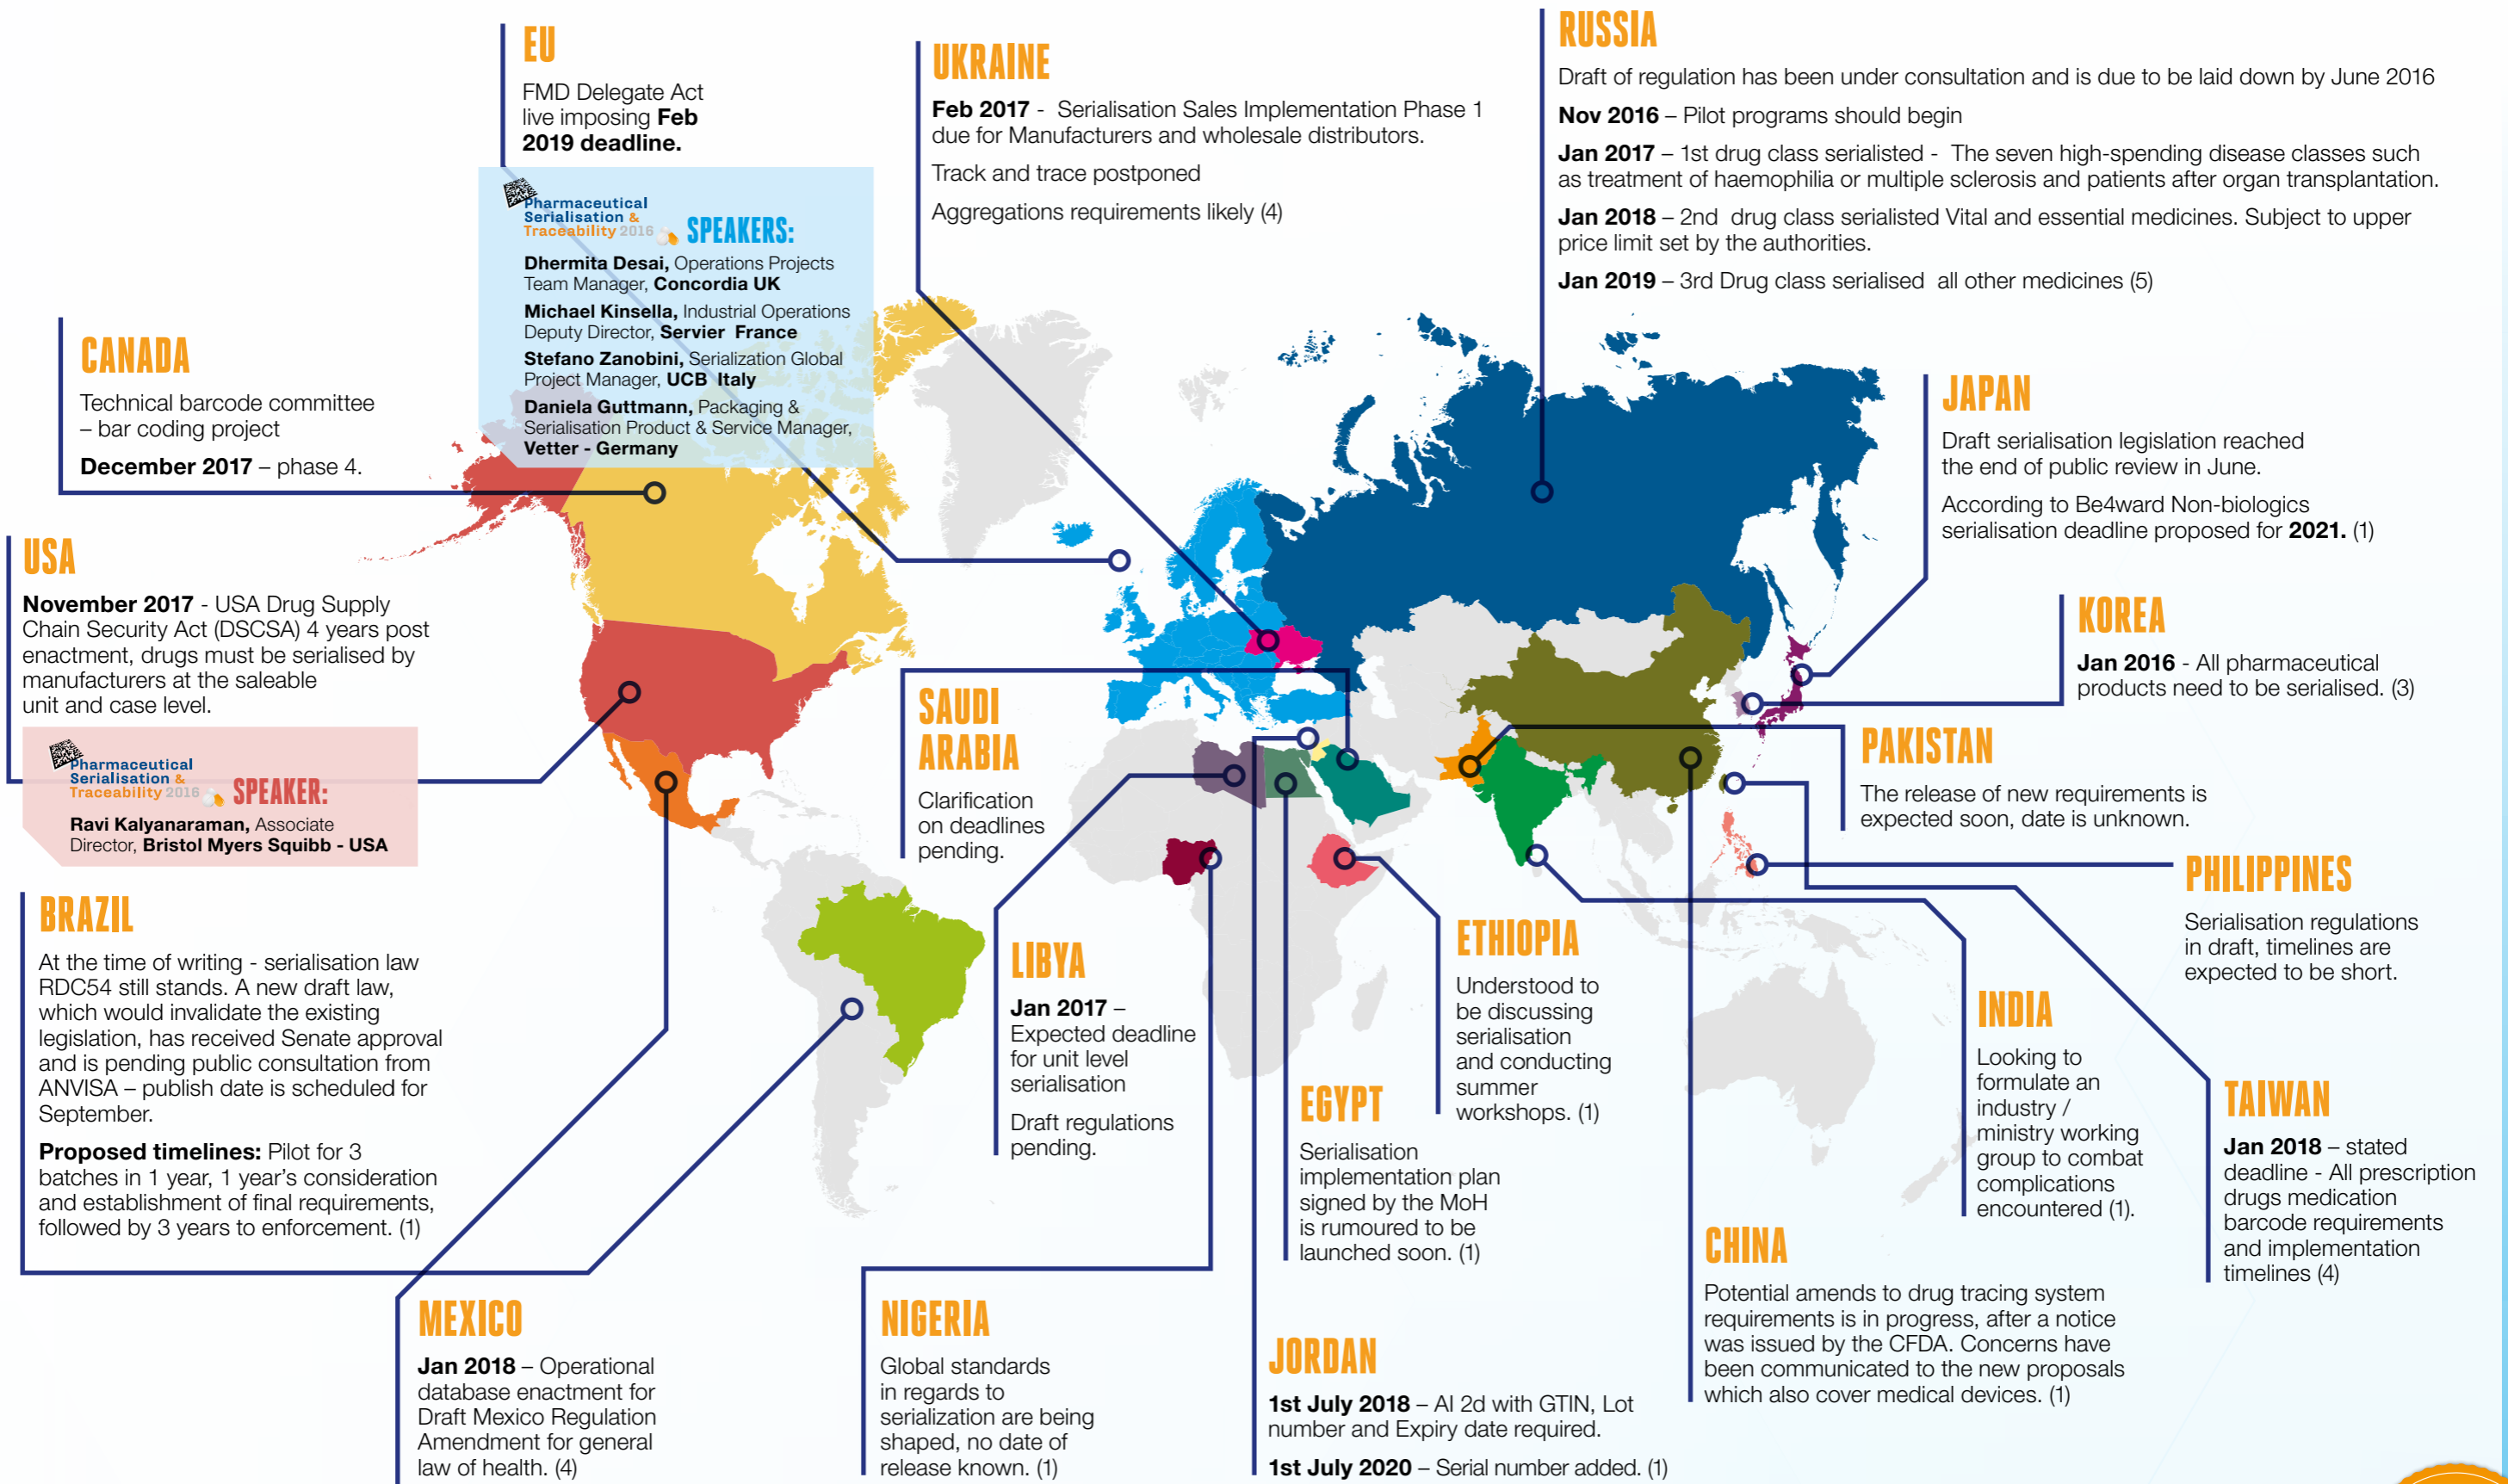 EU
FMD Delegate Act
live imposing Feb
2019 deadline.
Pharmaceutical
Serialisation &
Traceability 2016
SPEAKERS:
Dhermita Desai, Operations Projects
Team Manager, Concordia UK
Michael Kinsella, Industrial Operations
Deputy Director, Servier France
Stefano Zanobini, Serialization Global
Project Manager, UCB Italy
Daniela Guttmann, Packaging &
Serialisation Product & Service Manager,
Vetter - Germany
UKRAINE
Feb 2017 - Serialisation Sales Implementation Phase 1
due for Manufacturers and wholesale distributors.
Track and trace postponed
Aggregations requirements likely (4)
RUSSIA
Draft of regulation has been under consultation and is due to be laid down by June 2016
Nov 2016 – Pilot programs should begin
Jan 2017 – 1st drug class serialisted - The seven high-spending disease classes such
as treatment of haemophilia or multiple sclerosis and patients after organ transplantation.
Jan 2018 – 2nd drug class serialisted Vital and essential medicines. Subject to upper
price limit set by the authorities.
Jan 2019 – 3rd Drug class serialised all other medicines (5)
CANADA
Technical barcode committee
– bar coding project
December 2017 – phase 4.
JAPAN
Draft serialisation legislation reached
the end of public review in June.
According to Be4ward Non-biologics
serialisation deadline proposed for 2021. (1)
USA
November 2017 - USA Drug Supply
Chain Security Act (DSCSA) 4 years post
enactment, drugs must be serialised by
manufacturers at the saleable
unit and case level.
Pharmaceutical
Serialisation &
Traceability 2016
SPEAKER:
Ravi Kalyanaraman, Associate
Director, Bristol Myers Squibb - USA
KOREA
Jan 2016 - All pharmaceutical
products need to be serialised. (3)
SAUDI
ARABIA
Clarification
on deadlines
pending.
PAKISTAN
The release of new requirements is
expected soon, date is unknown.
PHILIPPINES
Serialisation regulations
in draft, timelines are
expected to be short.
BRAZIL
At the time of writing - serialisation law
RDC54 still stands. A new draft law,
which would invalidate the existing
legislation, has received Senate approval
and is pending public consultation from
ANVISA – publish date is scheduled for
September.
Proposed timelines: Pilot for 3
batches in 1 year, 1 year's consideration
and establishment of final requirements,
followed by 3 years to enforcement. (1)
LIBYA
Jan 2017 –
Expected deadline
for unit level
serialisation
Draft regulations
pending.
ETHIOPIA
Understood to
be discussing
serialisation
and conducting
summer
workshops. (1)
EGYPT
Serialisation
implementation plan
signed by the MoH
is rumoured to be
launched soon. (1)
INDIA
Looking to
formulate an
industry /
ministry working
group to combat
complications
encountered (1).
TAIWAN
Jan 2018 – stated
deadline - All prescription
drugs medication
barcode requirements
and implementation
timelines (4)
CHINA
Potential amends to drug tracing system
requirements is in progress, after a notice
was issued by the CFDA. Concerns have
been communicated to the new proposals
which also cover medical devices. (1)
MEXICO
Jan 2018 – Operational
database enactment for
Draft Mexico Regulation
Amendment for general
law of health. (4)
NIGERIA
Global standards
in regards to
serialization are being
shaped, no date of
release known. (1)
JORDAN
1st July 2018 – AI 2d with GTIN, Lot
number and Expiry date required.
1st July 2020 – Serial number added. (1)